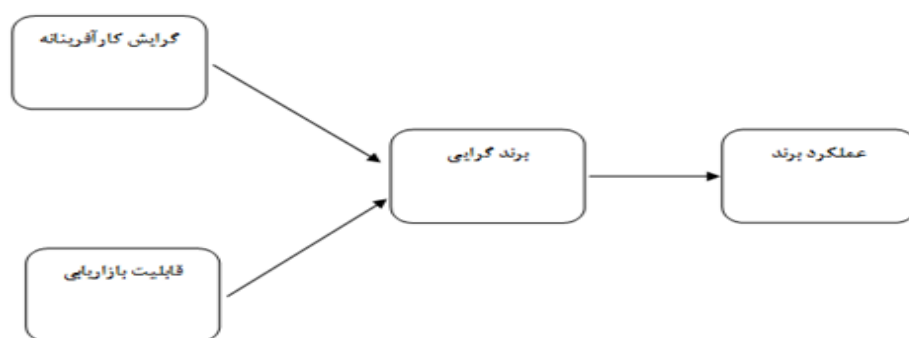 گرایش کارآفرینانه
برند گرایی
عملکرد برند
قابلیت بازاریابی